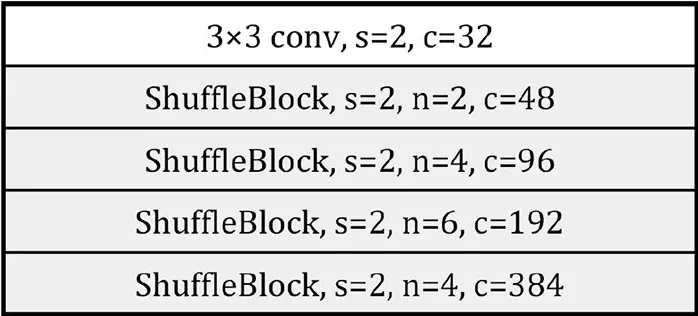 3×3 conv, s=2, c=32
ShuffleBlock, s=2, n=2, c=48
ShuffleBlock, s=2, n=4, c=96
ShuffleBlock, s=2, n=6, c=192
ShuffleBlock, s=2, n=4, c=384